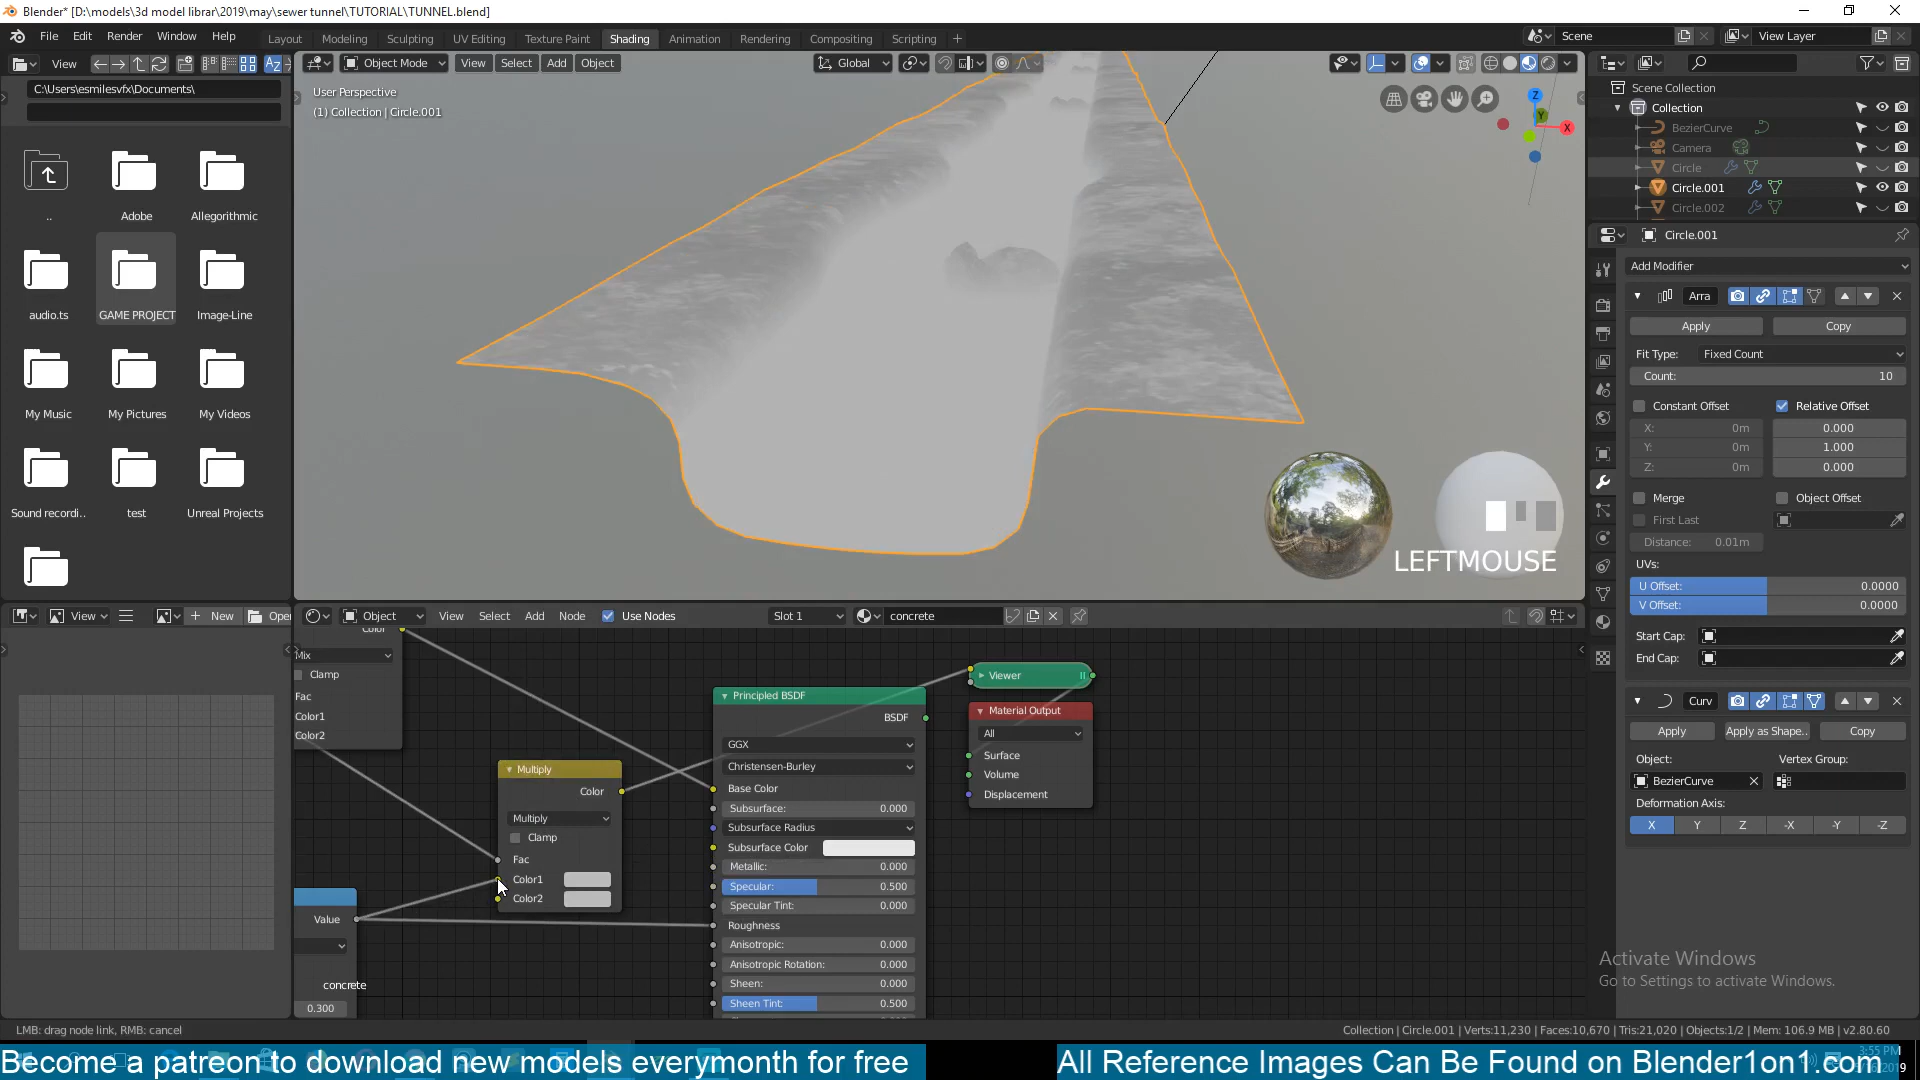 Blender* [D:\models\3d model librar\2019\may\sewer tunnel\TUTORIAL\TUNNEL.blend]
File Edit Render Window Help Layout Modeling Sculpting UV Editing Texture Paint Shading Animation Rendering Compositing Scripting + Scene View Layer
View Object Mode View Select Add Object Global
C:\Users\esmilesvfx\Documents\
User Perspective
(1) Collection | Circle.001
.. Adobe Allegorithmic
audio.ts GAME PROJECT Image-Line
My Music My Pictures My Videos
Sound recordi.. test Unreal Projects
Z
Y
X
LEFTMOUSE
Scene Collection
Collection
BezierCurve
Camera
Circle
Circle.001
Circle.002
Circle.001
Add Modifier
Arra
Apply Copy
Fit Type: Fixed Count
Count: 10
Constant Offset Relative Offset
X: 0m 0.000
Y: 0m 1.000
Z: 0m 0.000
Merge Object Offset
First Last
Distance: 0.01m
UVs:
U Offset: 0.0000
V Offset: 0.0000
Start Cap:
End Cap:
Curv
Apply Apply as Shape.. Copy
Object: Vertex Group:
BezierCurve
Deformation Axis:
X Y Z -X -Y -Z
View New Open
Object View Select Add Node Use Nodes Slot 1 concrete
Color
Mix
Clamp
Fac
Color1
Color2
Multiply
Color
Multiply
Clamp
Fac
Color1
Color2
Value
concrete
0.300
Principled BSDF
BSDF
GGX
Christensen-Burley
Base Color
Subsurface: 0.000
Subsurface Radius
Subsurface Color
Metallic: 0.000
Specular: 0.500
Specular Tint: 0.000
Roughness
Anisotropic: 0.000
Anisotropic Rotation: 0.000
Sheen: 0.000
Sheen Tint: 0.500
Viewer
Material Output
All
Surface
Volume
Displacement
Activate Windows
Go to Settings to activate Windows.
LMB: drag node link, RMB: cancel
Collection | Circle.001 | Verts:11,230 | Faces:10,670 | Tris:21,020 | Objects:1/2 | Mem: 106.9 MB | v2.80.60
Become a patreon to download new models everymonth for free
All Reference Images Can Be Found on Blender1on1.com
3:55 PM